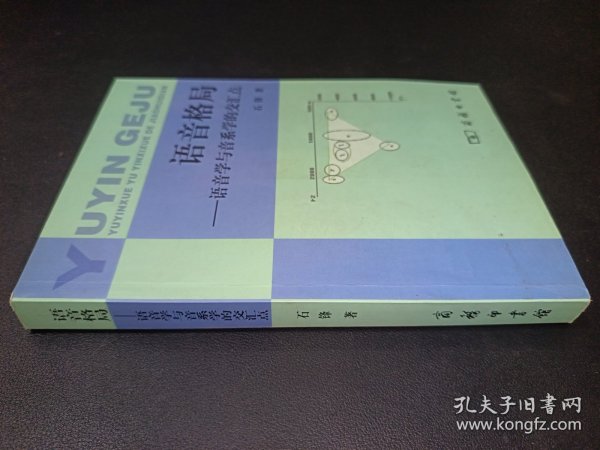 YUYIN GEJU
YUYINXUE YU YINXIXUE DE JIAOHUIDIAN
语音格局
——语音学与音系学的交汇点
石锋 著
商务印书馆
语音格局
语音学与音系学的交汇点
石 锋 著
商务印书馆
孔夫子旧书网
www.kongfz.com